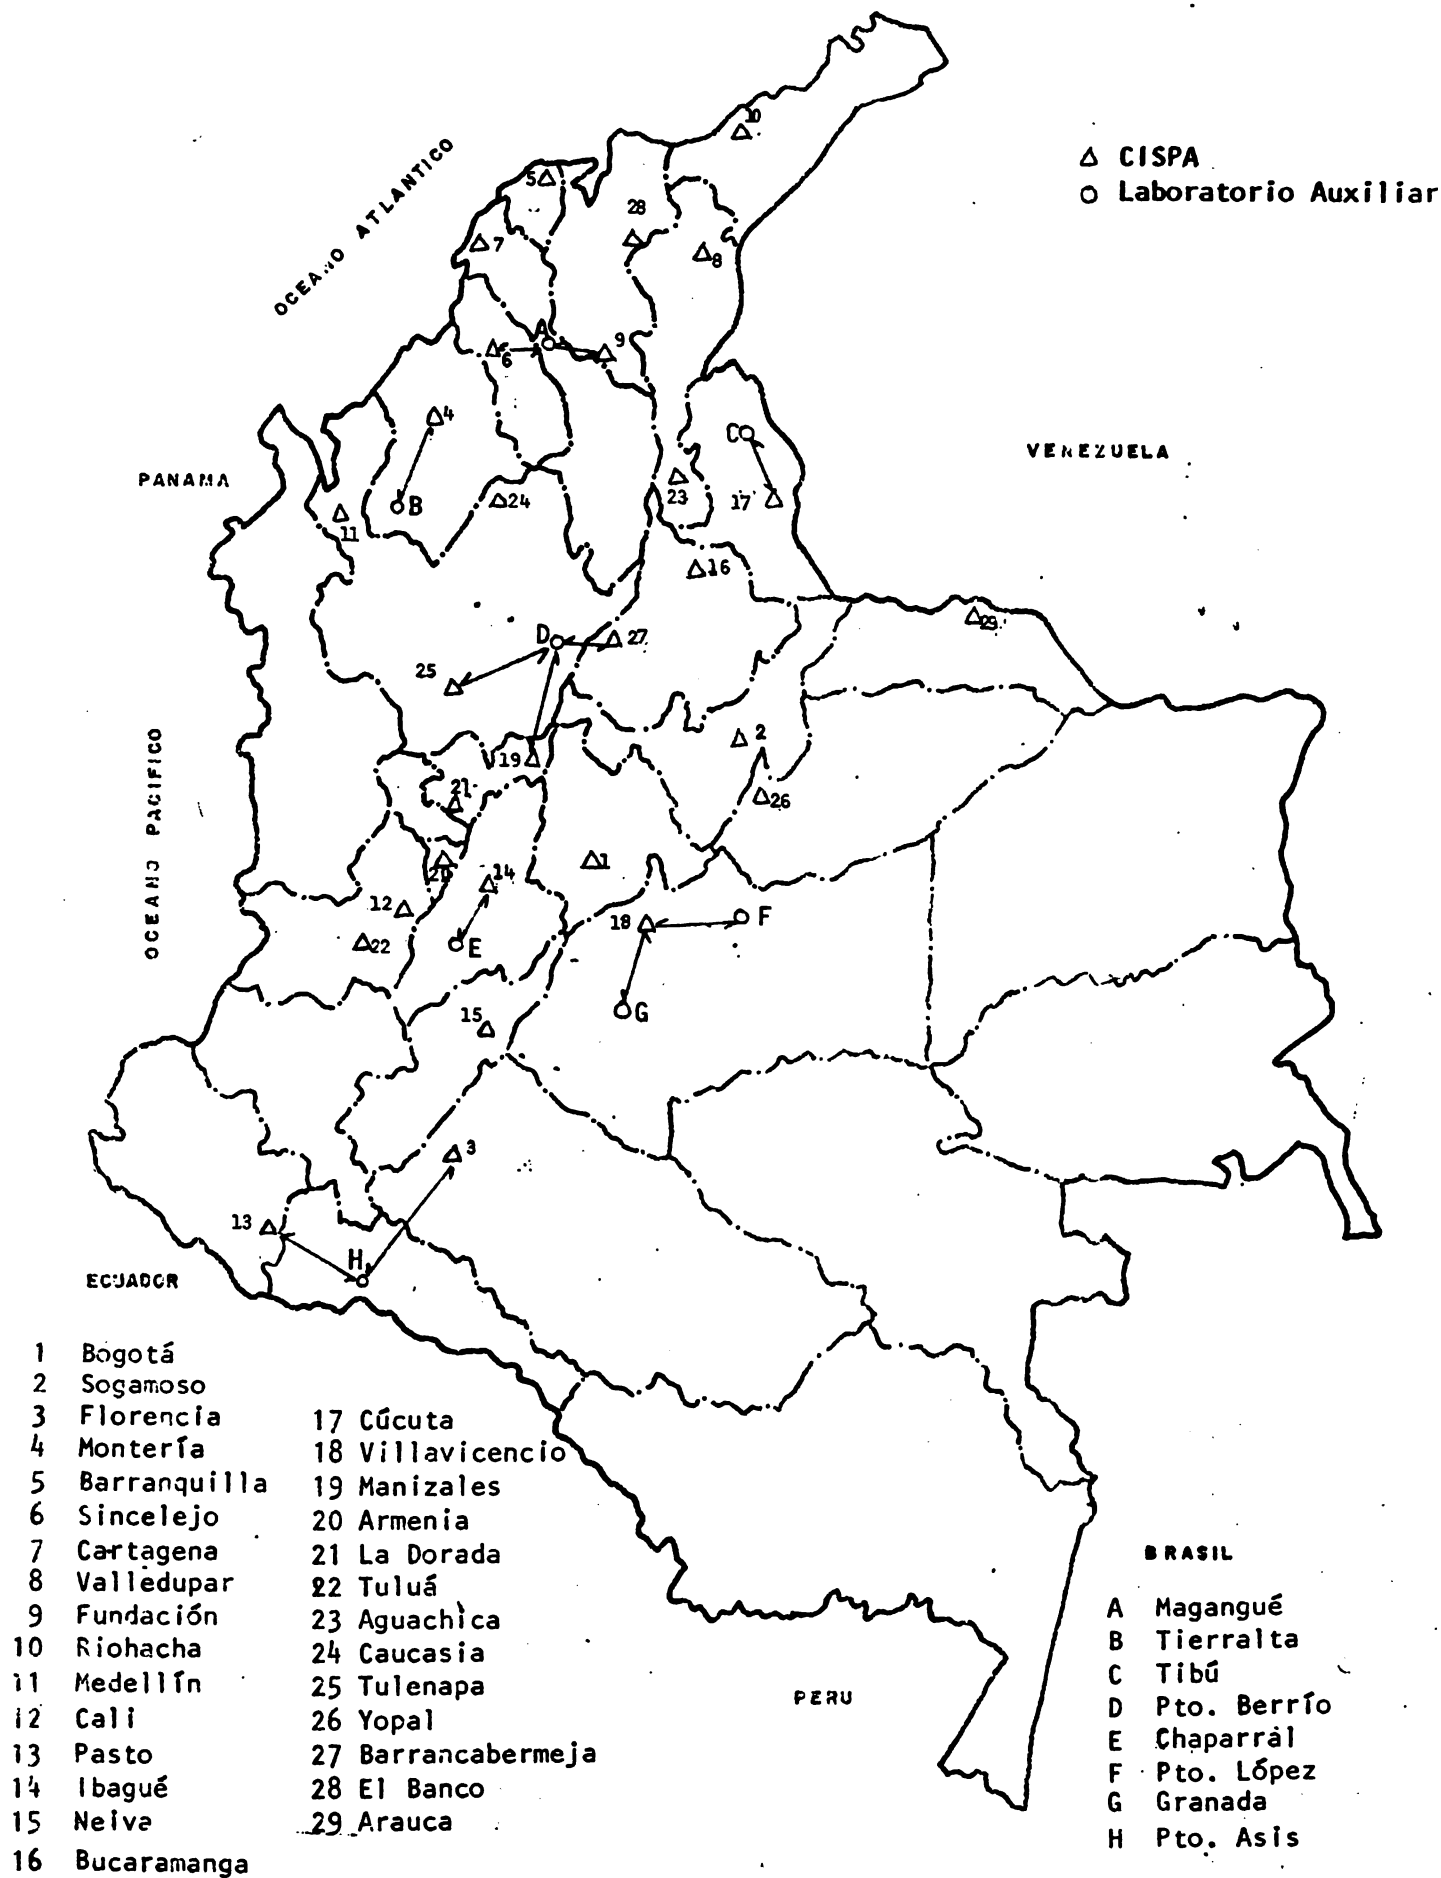 10
△ CISPA
○ Laboratorio Auxiliar
OCEANO ATLANTICO
5
28
7
8
A
9
6
4
C
VENEZUELA
PANAMA
B
24
23
17
11
16
29
D
27
25
2
19
21
26
OCEANO PACIFICO
1
20
14
12
18
F
22
E
G
15
3
13
H
ECUADOR
1 Bogotá
2 Sogamoso
3 Florencia
4 Montería
5 Barranquilla
6 Sincelejo
7 Cartagena
8 Valledupar
9 Fundación
10 Riohacha
11 Medellín
12 Cali
13 Pasto
14 Ibagué
15 Neiva
16 Bucaramanga
17 Cúcuta
18 Villavicencio
19 Manizales
20 Armenia
21 La Dorada
22 Tuluá
23 Aguachica
24 Caucasia
25 Tulenapa
26 Yopal
27 Barrancabermeja
28 El Banco
29 Arauca
PERU
BRASIL
A Magangué
B Tierralta
C Tibú
D Pto. Berrío
E Chaparral
F Pto. López
G Granada
H Pto. Asis